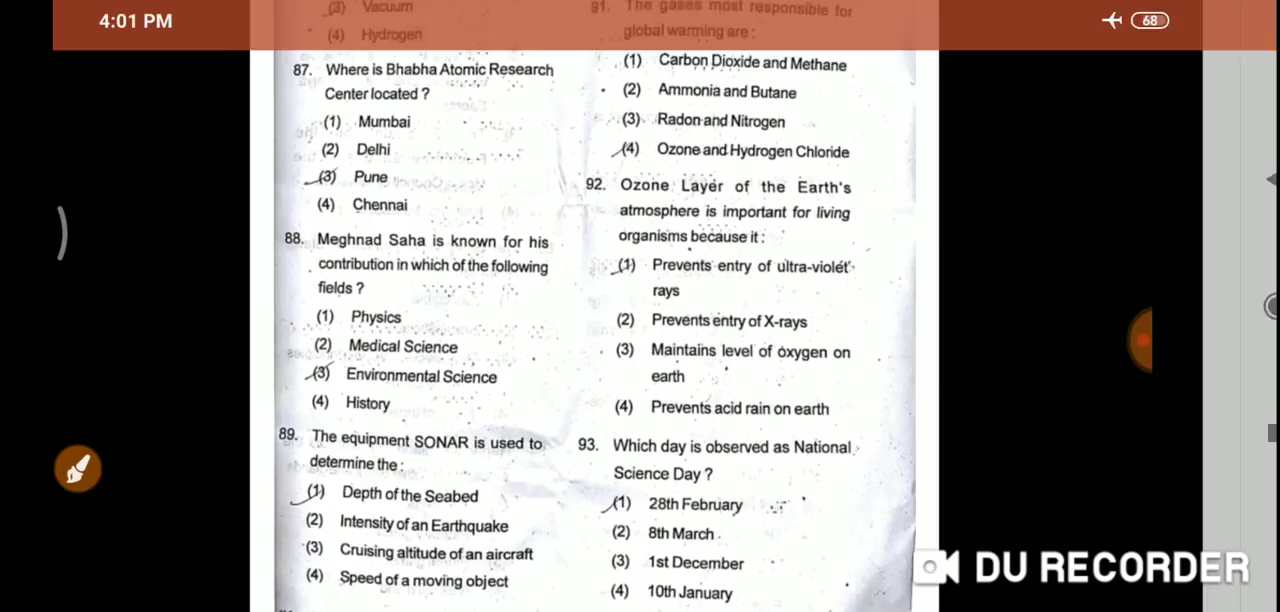 4:01 PM
68
(3) Vacuum
(4) Hydrogen
87. Where is Bhabha Atomic Research
Center located ?
(1) Mumbai
(2) Delhi
(3) Pune
(4) Chennai
88. Meghnad Saha is known for his
contribution in which of the following
fields ?
(1) Physics
(2) Medical Science
(3) Environmental Science
(4) History
89. The equipment SONAR is used to
determine the :
(1) Depth of the Seabed
(2) Intensity of an Earthquake
(3) Cruising altitude of an aircraft
(4) Speed of a moving object
91. The gases most responsible for
global warming are :
(1) Carbon Dioxide and Methane
(2) Ammonia and Butane
(3) Radon and Nitrogen
(4) Ozone and Hydrogen Chloride
92. Ozone Layer of the Earth's
atmosphere is important for living
organisms because it :
(1) Prevents entry of ultra-violet
rays
(2) Prevents entry of X-rays
(3) Maintains level of oxygen on
earth
(4) Prevents acid rain on earth
93. Which day is observed as National
Science Day ?
(1) 28th February
(2) 8th March
(3) 1st December
(4) 10th January
DU RECORDER